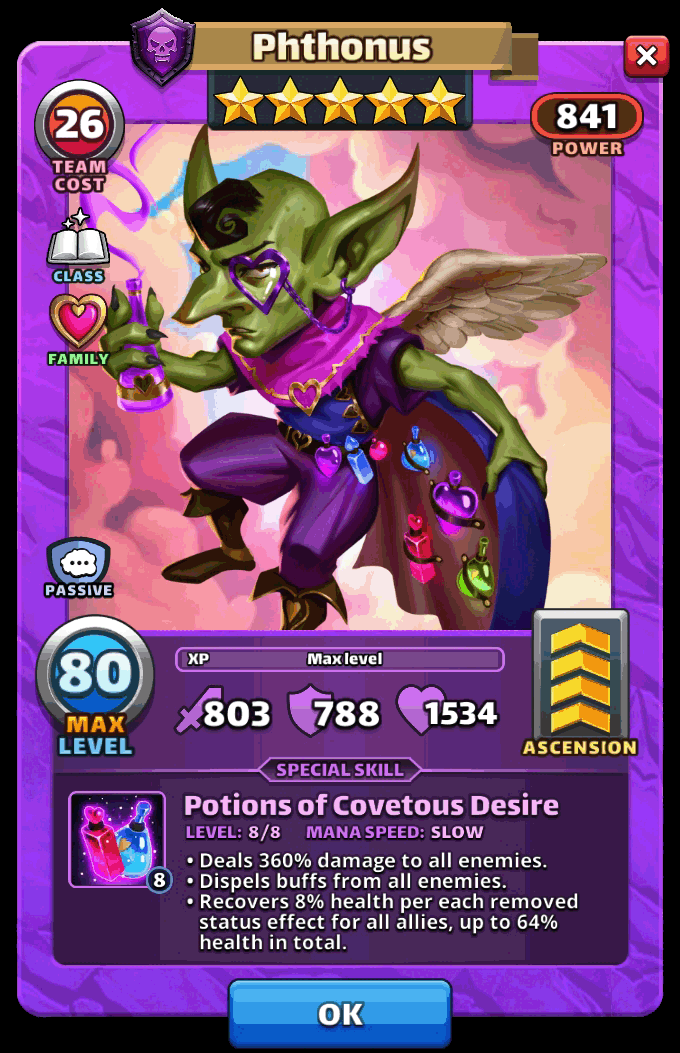 Phthonus
26
TEAM
COST
841
POWER
CLASS
FAMILY
PASSIVE
80
MAX
LEVEL
XP Max level
803 788 1534
ASCENSION
SPECIAL SKILL
Potions of Covetous Desire
LEVEL: 8/8 MANA SPEED: SLOW
8
• Deals 360% damage to all enemies.
• Dispels buffs from all enemies.
• Recovers 8% health per each removed
status effect for all allies, up to 64%
health in total.
OK